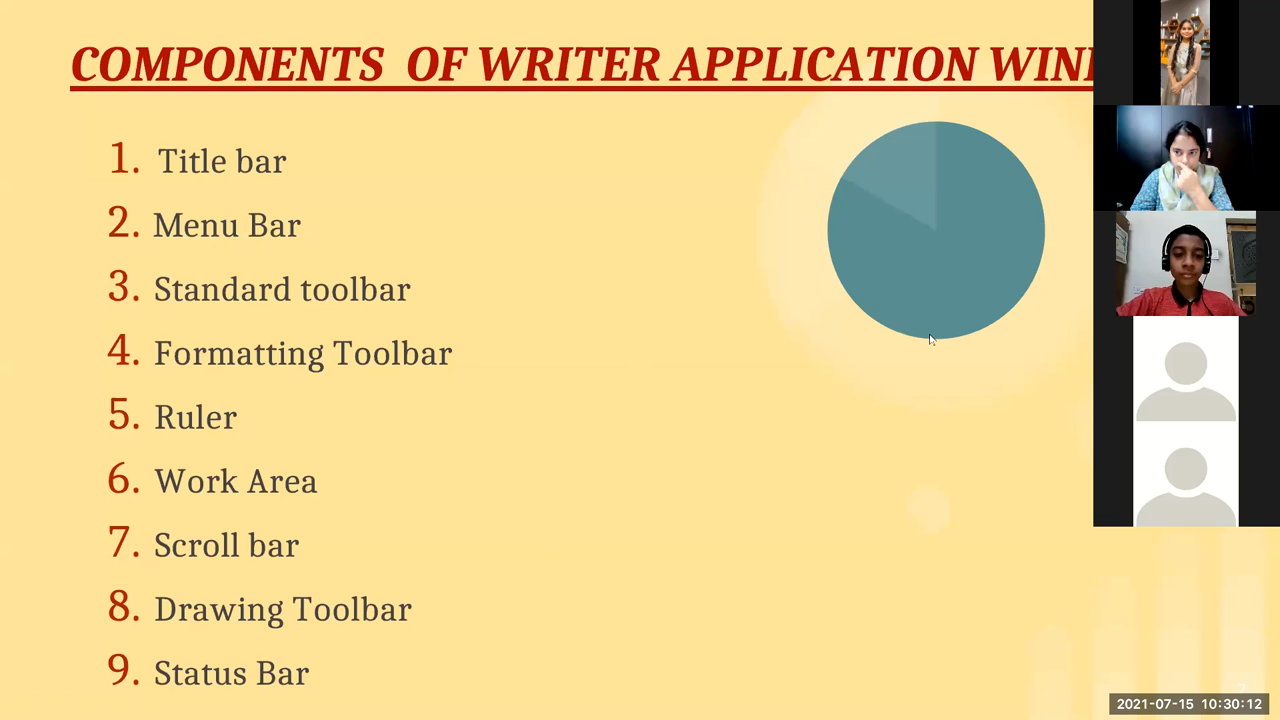 COMPONENTS OF WRITER APPLICATION
1. Title bar
2. Menu Bar
3. Standard toolbar
4. Formatting Toolbar
5. Ruler
6. Work Area
7. Scroll bar
8. Drawing Toolbar
9. Status Bar
2021-07-15 10:30:12